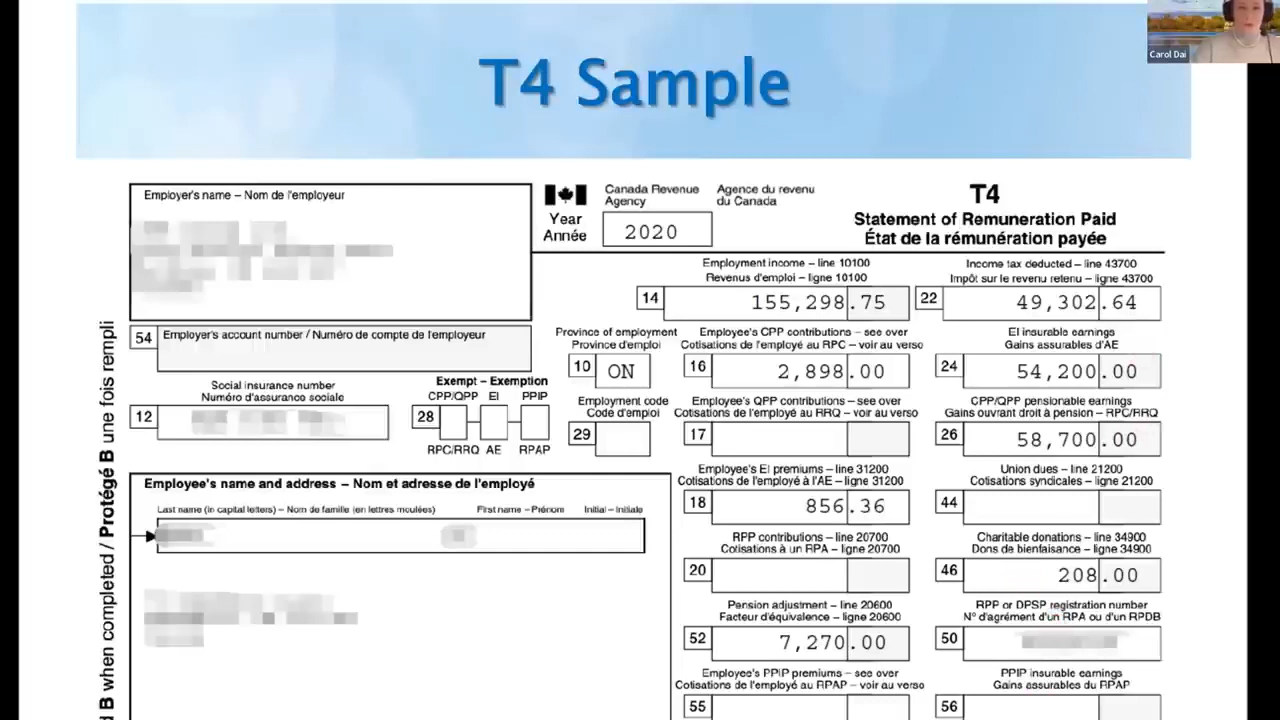 Carol Dai
T4 Sample
Employer's name – Nom de l'employeur
Canada Revenue Agency
Agence du revenu du Canada
Year
Année
2020
T4
Statement of Remuneration Paid
État de la rémunération payée
Employment income – line 10100
Revenus d'emploi – ligne 10100
14 155,298.75
Income tax deducted – line 43700
Impôt sur le revenu retenu – ligne 43700
22 49,302.64
54 Employer's account number / Numéro de compte de l'employeur
Province of employment
Province d'emploi
10 ON
Employee's CPP contributions – see over
Cotisations de l'employé au RPC – voir au verso
16 2,898.00
EI insurable earnings
Gains assurables d'AE
24 54,200.00
Social insurance number
Numéro d'assurance sociale
12
Exempt – Exemption
CPP/QPP EI PPIP
28
RPC/RRQ AE RPAP
Employment code
Code d'emploi
29
Employee's QPP contributions – see over
Cotisations de l'employé au RRQ – voir au verso
17
CPP/QPP pensionable earnings
Gains ouvrant droit à pension – RPC/RRQ
26 58,700.00
Employee's name and address – Nom et adresse de l'employé
Last name (in capital letters) – Nom de famille (en lettres moulées) First name – Prénom Initial – Initiale
Employee's EI premiums – line 31200
Cotisations de l'employé à l'AE – ligne 31200
18 856.36
Union dues – line 21200
Cotisations syndicales – ligne 21200
44
RPP contributions – line 20700
Cotisations à un RPA – ligne 20700
20
Charitable donations – line 34900
Dons de bienfaisance – ligne 34900
46 208.00
Pension adjustment – line 20600
Facteur d'équivalence – ligne 20600
52 7,270.00
RPP or DPSP registration number
N° d'agrément d'un RPA ou d'un RPDB
50
Employee's PPIP premiums – see over
Cotisations de l'employé au RPAP – voir au verso
55
PPIP insurable earnings
Gains assurables du RPAP
56
B when completed / Protégé B une fois rempli